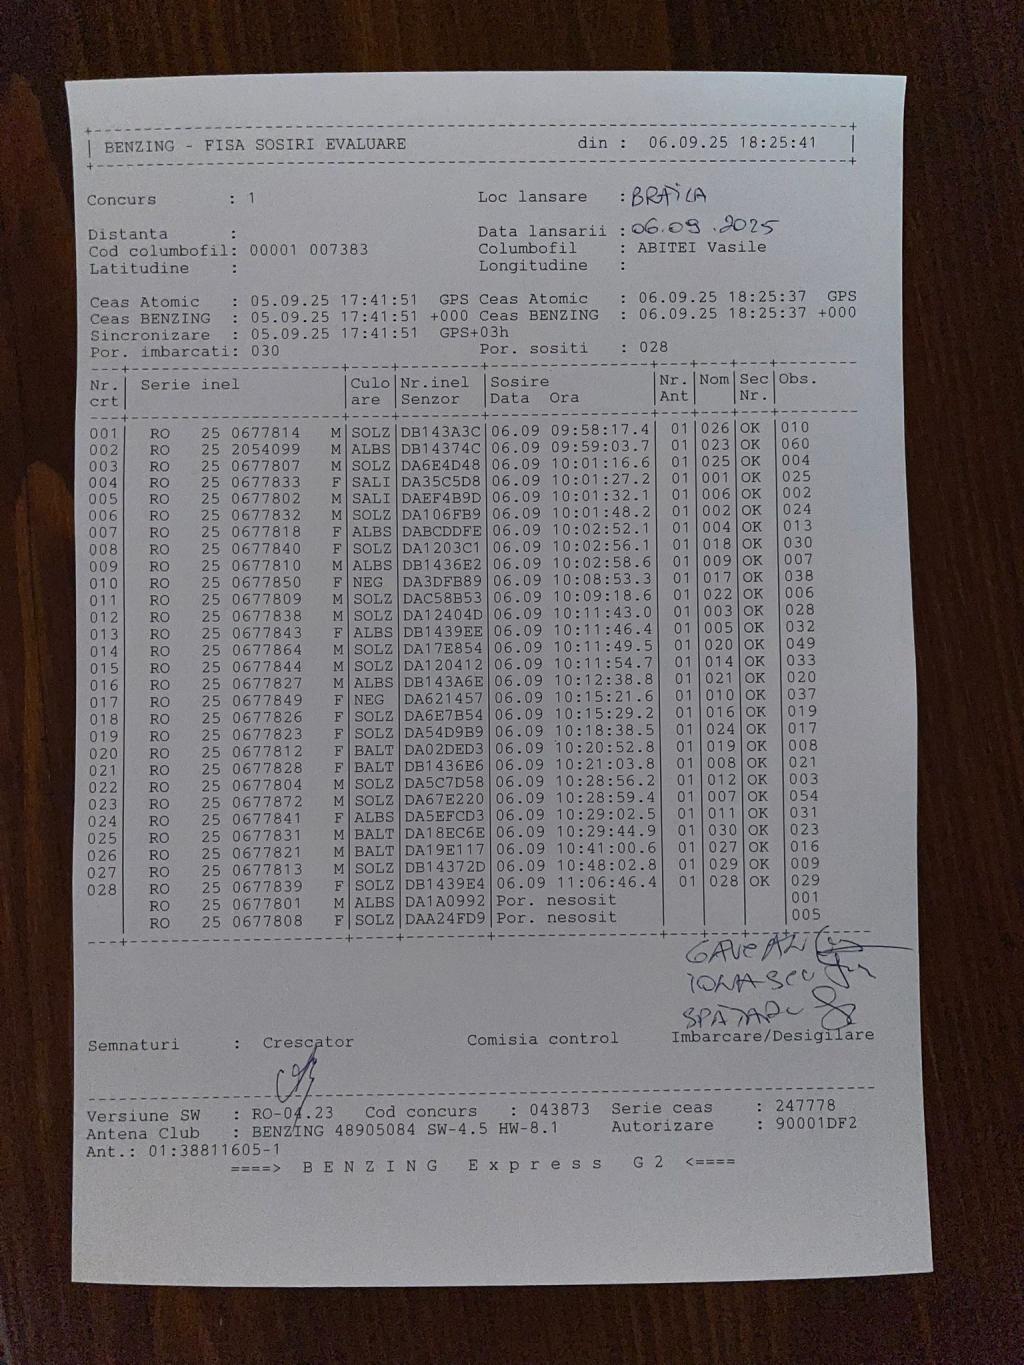 BENZING - FISA SOSIRI EVALUARE din : 06.09.25 18:25:41
Concurs : 1 Loc lansare : BRĂILA
Distanta : Data lansarii : 06.09.2025
Cod columbofil: 00001 007383 Columbofil : ABITEI Vasile
Latitudine : Longitudine :
Ceas Atomic : 05.09.25 17:41:51 GPS Ceas Atomic : 06.09.25 18:25:37 GPS
Ceas BENZING : 05.09.25 17:41:51 +000 Ceas BENZING : 06.09.25 18:25:37 +000
Sincronizare : 05.09.25 17:41:51 GPS+03h
Por. imbarcati: 030 Por. sositi : 028
Nr. Serie inel Culo Nr.inel Sosire Nr. Nom Sec Obs.
crt are Senzor Data Ora Ant Nr.
001 RO 25 0677814 M SOLZ DB143A3C 06.09 09:58:17.4 01 026 OK 010
002 RO 25 2054099 M ALBS DB14374C 06.09 09:59:03.7 01 023 OK 060
003 RO 25 0677807 M SOLZ DA6E4D48 06.09 10:01:16.6 01 025 OK 004
004 RO 25 0677833 F SALI DA35C5D8 06.09 10:01:27.2 01 001 OK 025
005 RO 25 0677802 M SALI DAEF4B9D 06.09 10:01:32.1 01 006 OK 002
006 RO 25 0677832 M SOLZ DA106FB9 06.09 10:01:48.2 01 002 OK 024
007 RO 25 0677818 F ALBS DABCDDFE 06.09 10:02:52.1 01 004 OK 013
008 RO 25 0677840 F SOLZ DA1203C1 06.09 10:02:56.1 01 018 OK 030
009 RO 25 0677810 M ALBS DB1436E2 06.09 10:02:58.6 01 009 OK 007
010 RO 25 0677850 F NEG DA3DFB89 06.09 10:08:53.3 01 017 OK 038
011 RO 25 0677809 M SOLZ DAC58B53 06.09 10:09:18.6 01 022 OK 006
012 RO 25 0677838 M SOLZ DA12404D 06.09 10:11:43.0 01 003 OK 028
013 RO 25 0677843 F ALBS DB1439EE 06.09 10:11:46.4 01 005 OK 032
014 RO 25 0677864 M SOLZ DA17E854 06.09 10:11:49.5 01 020 OK 049
015 RO 25 0677844 M SOLZ DA120412 06.09 10:11:54.7 01 014 OK 033
016 RO 25 0677827 M ALBS DB143A6E 06.09 10:12:38.8 01 021 OK 020
017 RO 25 0677849 F NEG DA621457 06.09 10:15:21.6 01 010 OK 037
018 RO 25 0677826 F SOLZ DA6E7B54 06.09 10:15:29.2 01 016 OK 019
019 RO 25 0677823 F SOLZ DA54D9B9 06.09 10:18:38.5 01 024 OK 017
020 RO 25 0677812 F BALT DA02DED3 06.09 10:20:52.8 01 019 OK 008
021 RO 25 0677828 F BALT DB1436E6 06.09 10:21:03.8 01 008 OK 021
022 RO 25 0677804 M SOLZ DA5C7D58 06.09 10:28:56.2 01 012 OK 003
023 RO 25 0677872 M SOLZ DA67E220 06.09 10:28:59.4 01 007 OK 054
024 RO 25 0677841 F ALBS DA5EFCD3 06.09 10:29:02.5 01 011 OK 031
025 RO 25 0677831 M BALT DA18EC6E 06.09 10:29:44.9 01 030 OK 023
026 RO 25 0677821 M BALT DA19E117 06.09 10:41:00.6 01 027 OK 016
027 RO 25 0677813 M SOLZ DB14372D 06.09 10:48:02.8 01 029 OK 009
028 RO 25 0677839 F SOLZ DB1439E4 06.09 11:06:46.4 01 028 OK 029
RO 25 0677801 M ALBS DA1A0992 Por. nesosit 001
RO 25 0677808 F SOLZ DAA24FD9 Por. nesosit 005
IONASCU
SPĂTARU
Semnaturi : Crescator Comisia control Imbarcare/Desigilare
Versiune SW : RO-04.23 Cod concurs : 043873 Serie ceas : 247778
Antena Club : BENZING 48905084 SW-4.5 HW-8.1 Autorizare : 90001DF2
Ant.: 01:38811605-1
====> B E N Z I N G E x p r e s s G 2 <====